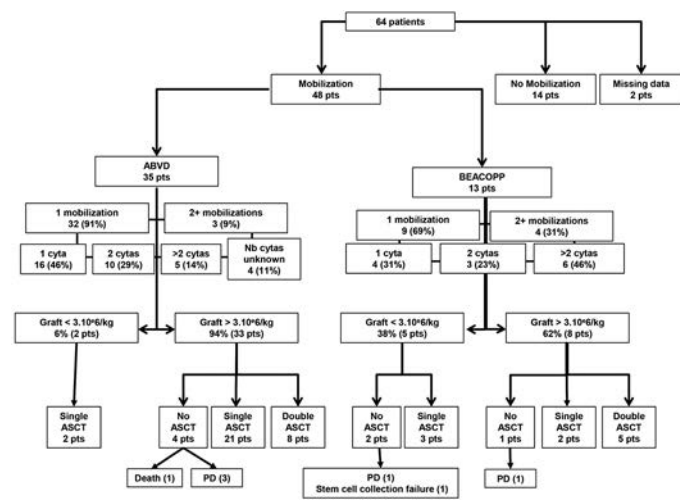 64 patients
Mobilization
48 pts
No Mobilization
14 pts
Missing data
2 pts
ABVD
35 pts
BEACOPP
13 pts
1 mobilization
32 (91%)
2+ mobilizations
3 (9%)
1 mobilization
9 (69%)
2+ mobilizations
4 (31%)
1 cyta
16 (46%)
2 cytas
10 (29%)
>2 cytas
5 (14%)
Nb cytas
unknown
4 (11%)
1 cyta
4 (31%)
2 cytas
3 (23%)
>2 cytas
6 (46%)
Graft < 3.10^6/kg
6% (2 pts)
Graft > 3.10^6/kg
94% (33 pts)
Graft < 3.10^6/kg
38% (5 pts)
Graft > 3.10^6/kg
62% (8 pts)
Single
ASCT
2 pts
No
ASCT
4 pts
Single
ASCT
21 pts
Double
ASCT
8 pts
No
ASCT
2 pts
Single
ASCT
3 pts
No
ASCT
1 pts
Single
ASCT
2 pts
Double
ASCT
5 pts
Death (1)
PD (3)
PD (1)
Stem cell collection failure (1)
PD (1)